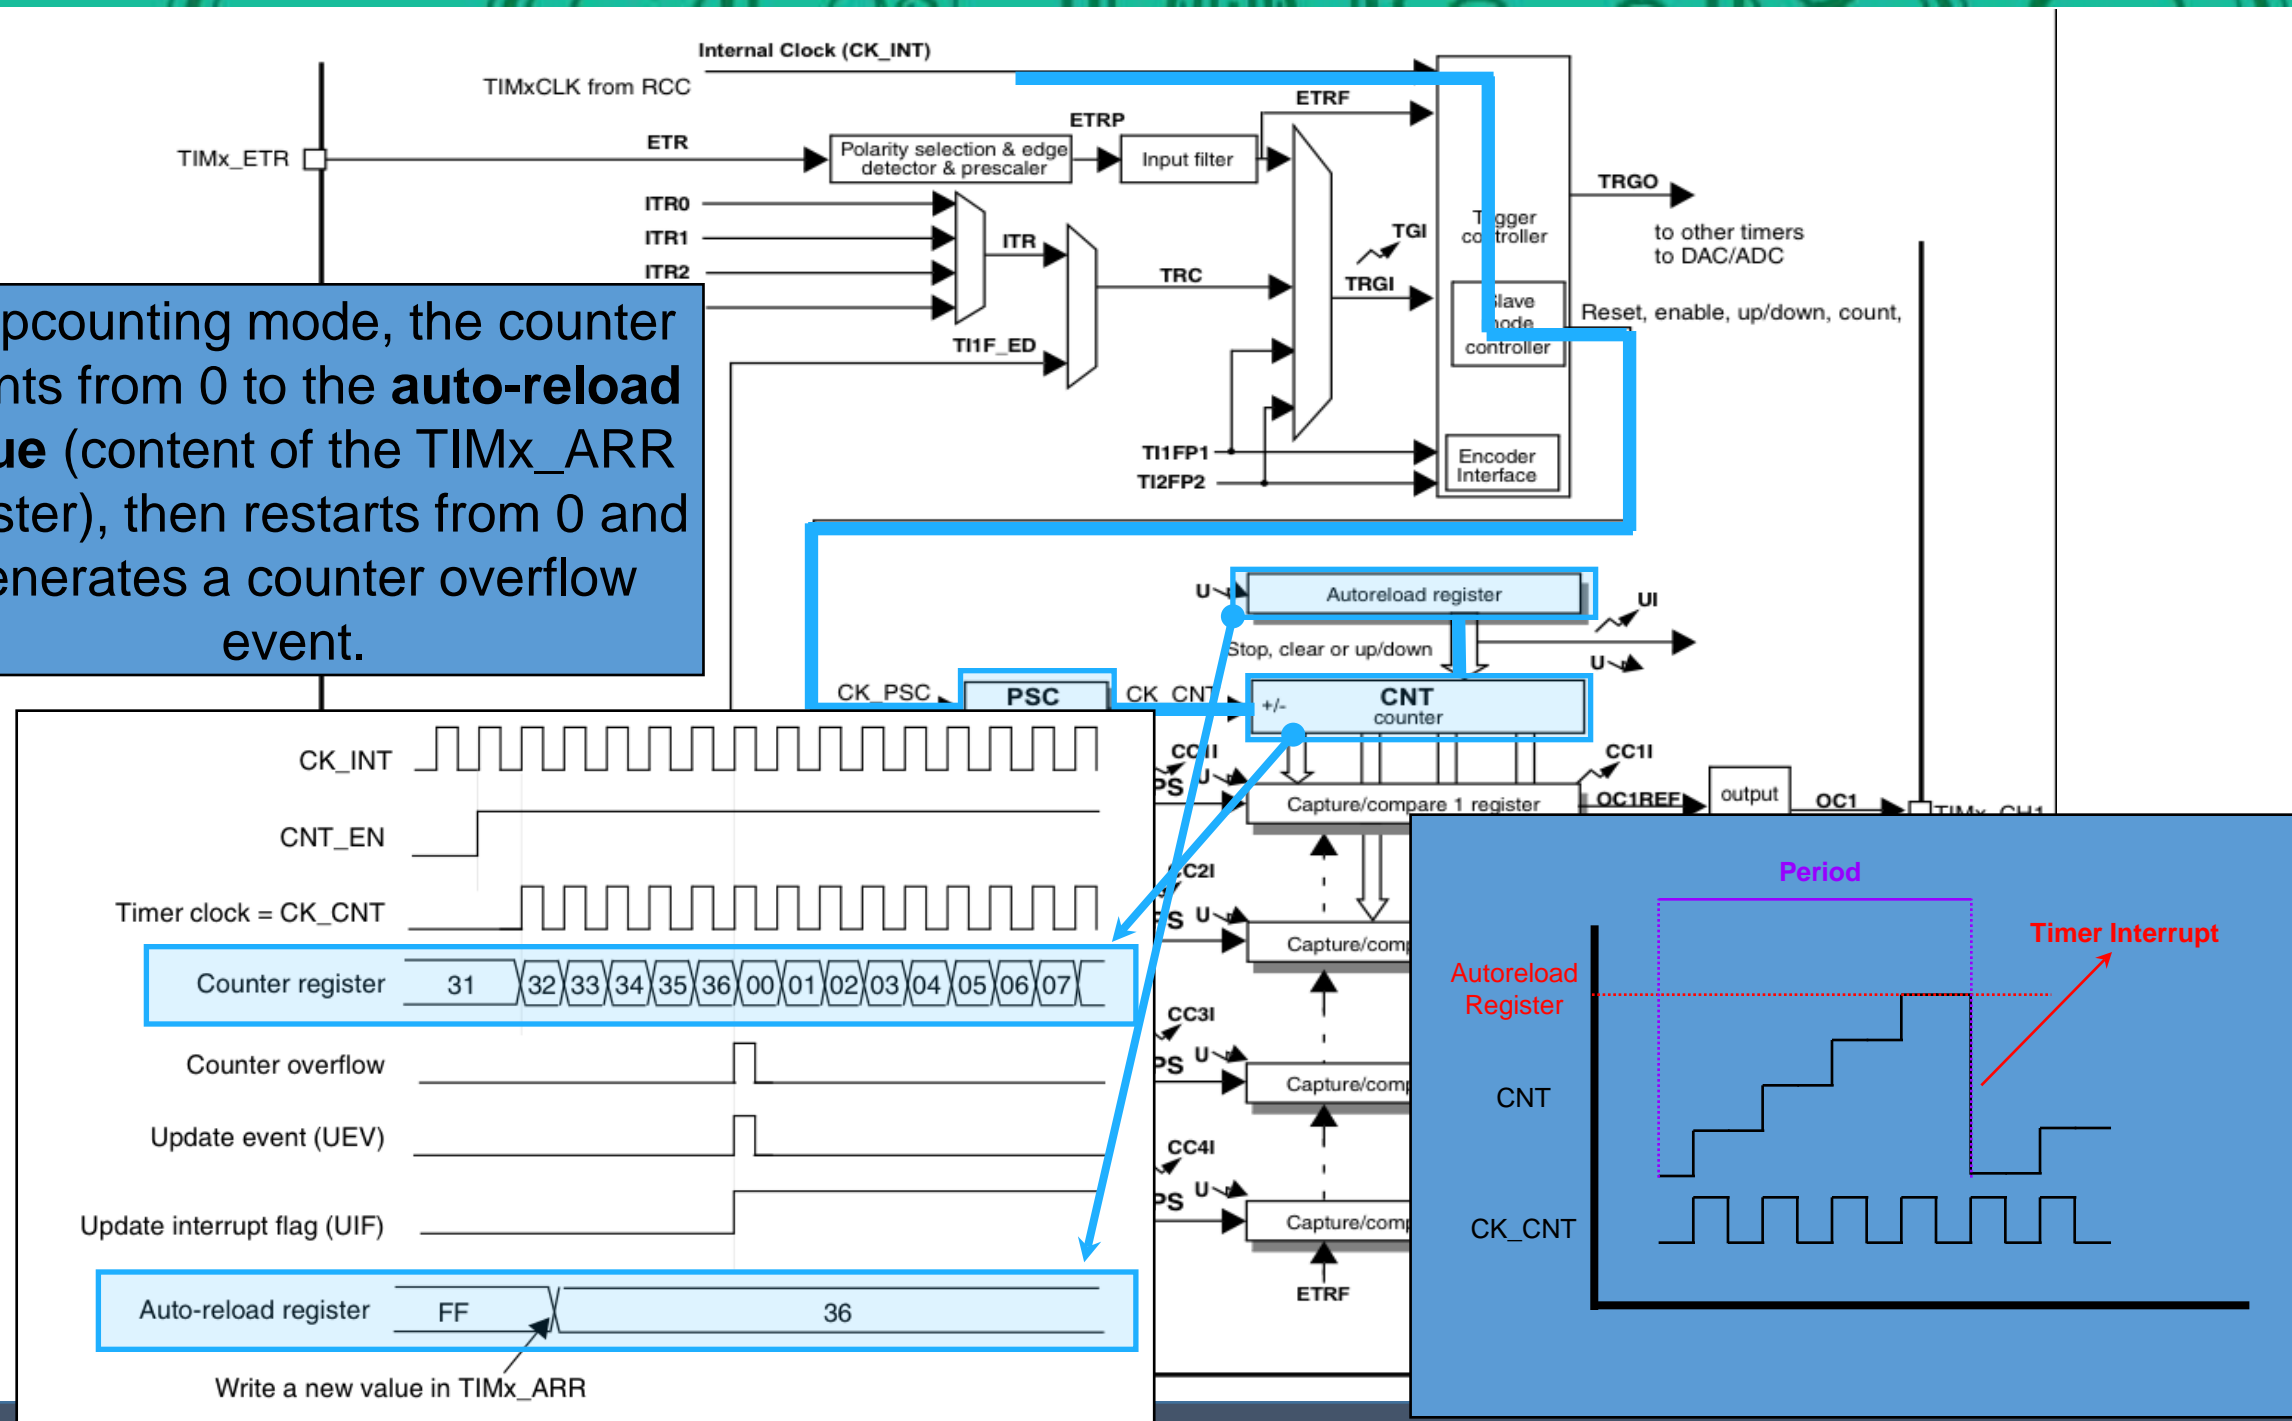 Internal Clock (CK_INT)
TIMxCLK from RCC
ETRF
ETRP
ETR
TIMx_ETR
Polarity selection & edge
detector & prescaler
Input filter
ITR0
TRGO
ITR1
ITR
TGI
controller
to other timers
to DAC/ADC
ITR2
TRC
TRGI
Reset, enable, up/down, count,
controller
TI1F_ED
pcounting mode, the counter
nts from 0 to the auto-reload
ue (content of the TIMx_ARR
ster), then restarts from 0 and
enerates a counter overflow
event.
TI1FP1
TI2FP2
Encoder
Interface
U
Autoreload register
UI
Stop, clear or up/down
U
CK_PSC
PSC
CK_CNT
+/-
CNT
counter
CC1I
U
PS
Capture/compare 1 register
CC1I
OC1REF
output
OC1
TIMx_CH1
CC2I
PS
U
Capture/comp
CC3I
PS
U
Capture/comp
CC4I
PS
U
Capture/comp
ETRF
CK_INT
CNT_EN
Timer clock = CK_CNT
Counter register
31 32 33 34 35 36 00 01 02 03 04 05 06 07
Counter overflow
Update event (UEV)
Update interrupt flag (UIF)
Auto-reload register
FF
36
Write a new value in TIMx_ARR
Period
Timer Interrupt
Autoreload
Register
CNT
CK_CNT